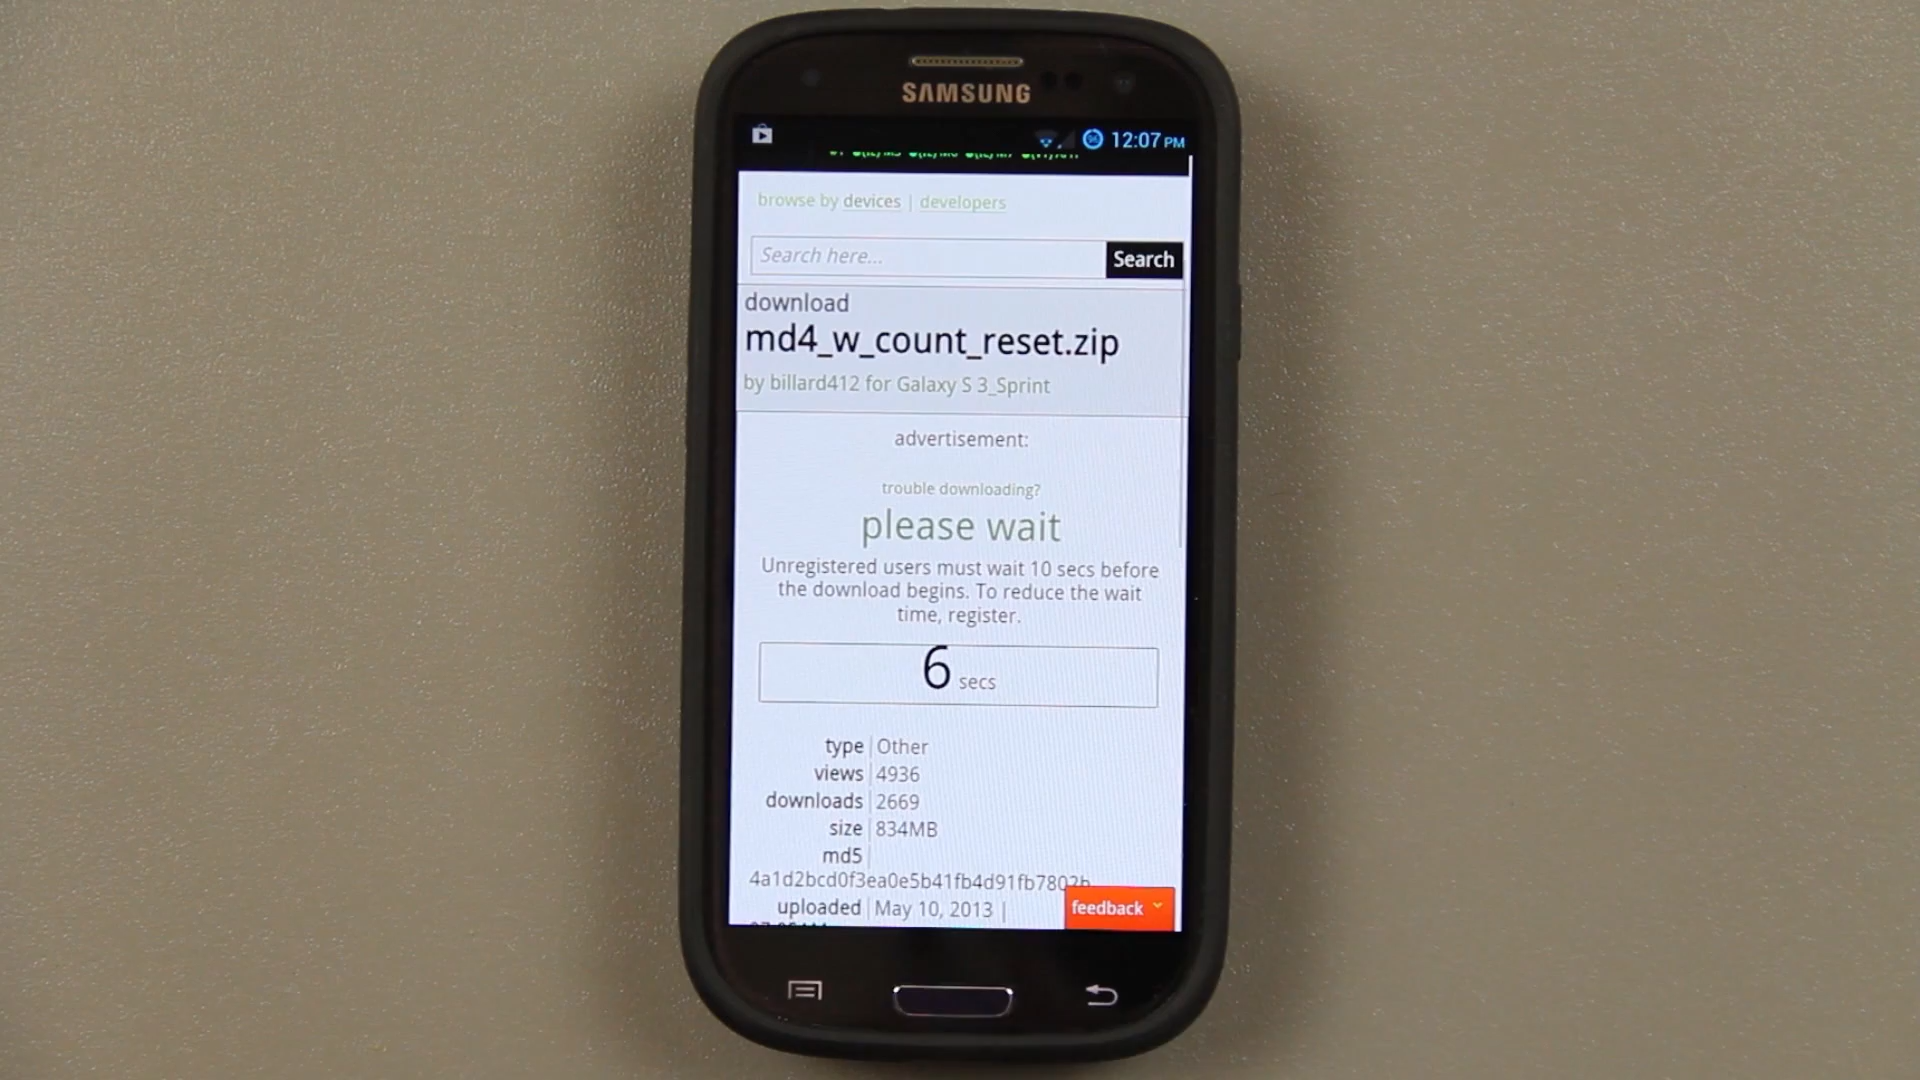 SAMSUNG
12:07 PM
browse by devices | developers
Search here...
Search
download
md4_w_count_reset.zip
by billard412 for Galaxy S 3_Sprint
advertisement:
trouble downloading?
please wait
Unregistered users must wait 10 secs before
the download begins. To reduce the wait
time, register.
6 secs
type Other
views 4936
downloads 2669
size 834MB
md5
4a1d2bcd0f3ea0e5b41fb4d91fb7802b
uploaded May 10, 2013 |
feedback